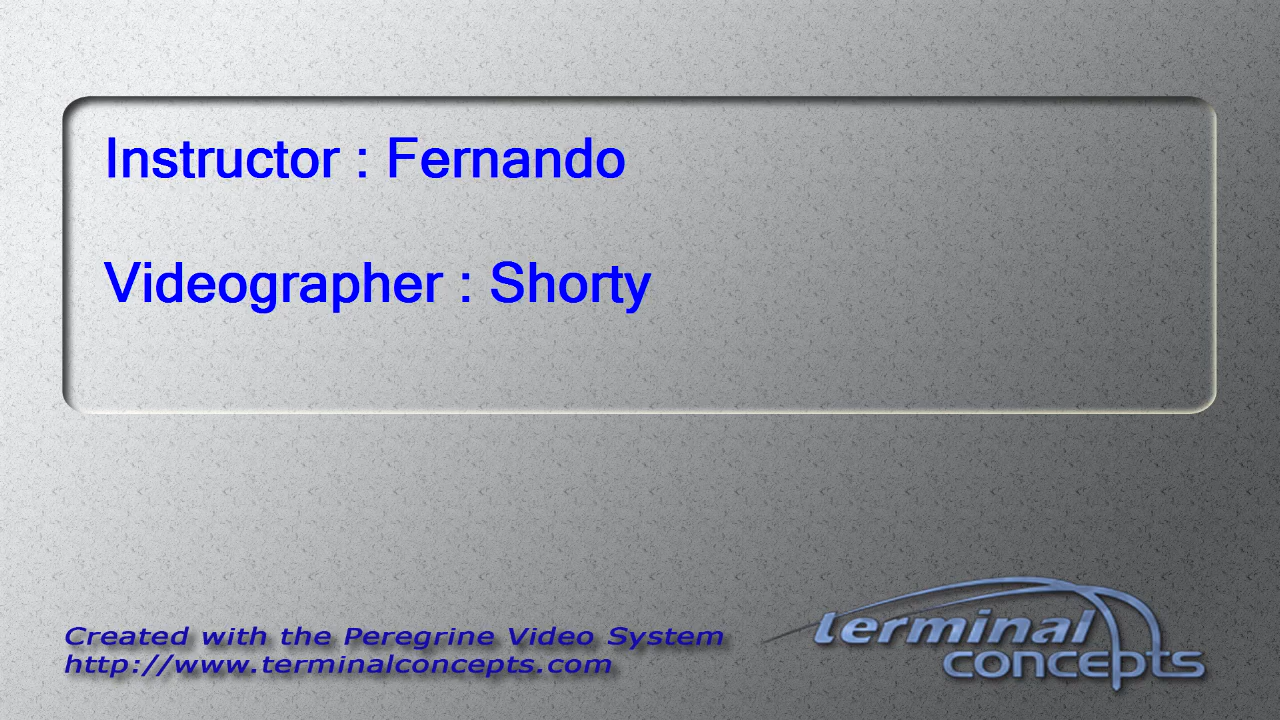 Instructor : Fernando
Videographer : Shorty
Created with the Peregrine Video System
http://www.terminalconcepts.com
terminal
concepts